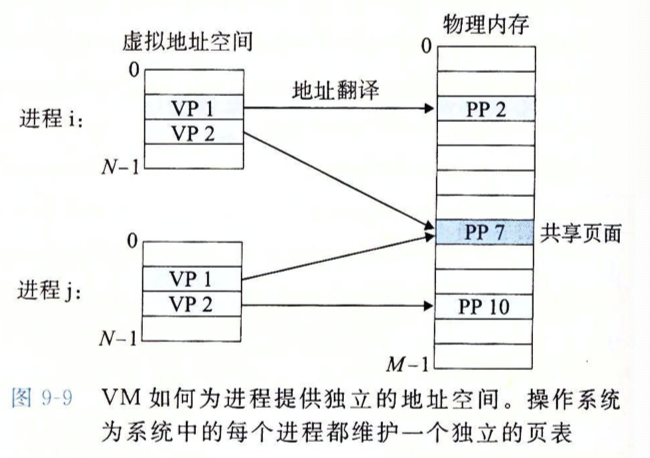 虚拟地址空间
物理内存
0
0
地址翻译
进程 i:
VP 1
PP 2
VP 2
N-1
0
PP 7
共享页面
进程 j:
VP 1
VP 2
PP 10
N-1
M-1
图 9-9 VM 如何为进程提供独立的地址空间。操作系统
为系统中的每个进程都维护一个独立的页表